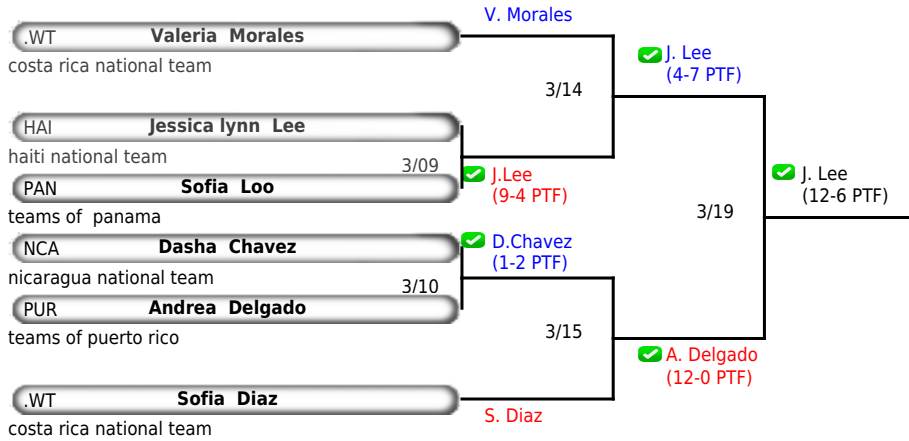 V. Morales
.WT Valeria Morales
costa rica national team
J. Lee
(4-7 PTF)
3/14
HAI Jessica lynn Lee
haiti national team
3/09
J.Lee
(9-4 PTF)
PAN Sofia Loo
teams of panama
J. Lee
(12-6 PTF)
3/19
NCA Dasha Chavez
nicaragua national team
D.Chavez
(1-2 PTF)
3/10
PUR Andrea Delgado
teams of puerto rico
3/15
A. Delgado
(12-0 PTF)
.WT Sofia Diaz
costa rica national team
S. Diaz